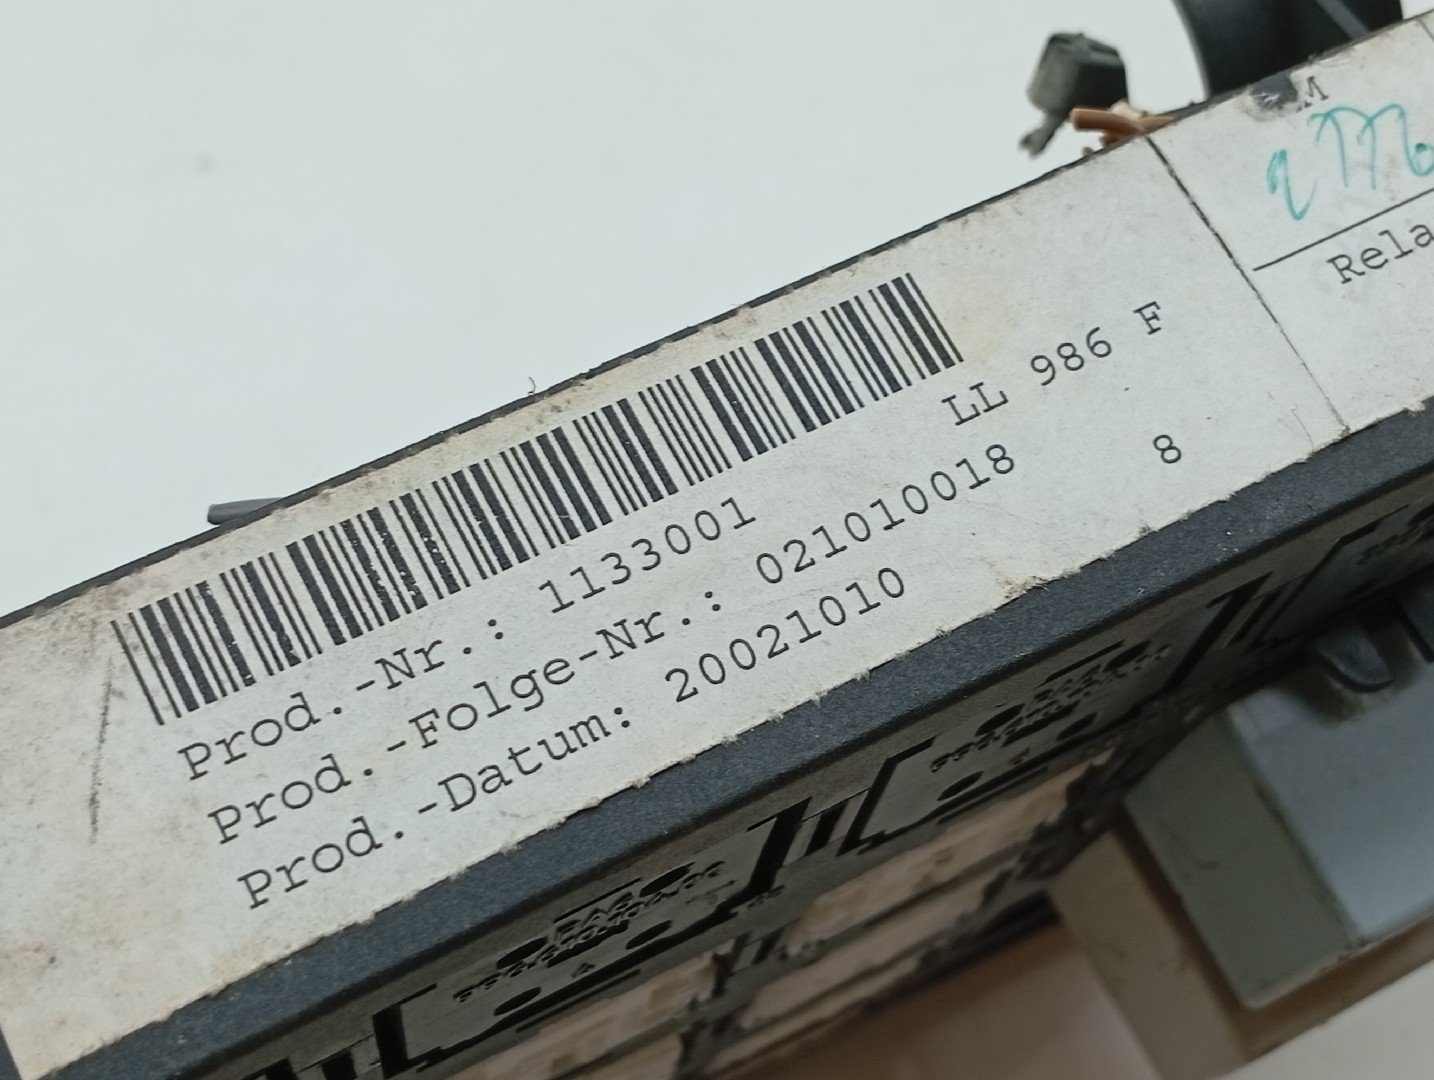 LL 986 F
Prod.-Nr.: 1133001
Prod.-Folge-Nr.: 021010018 8
Prod.-Datum: 20021010
M
Rela